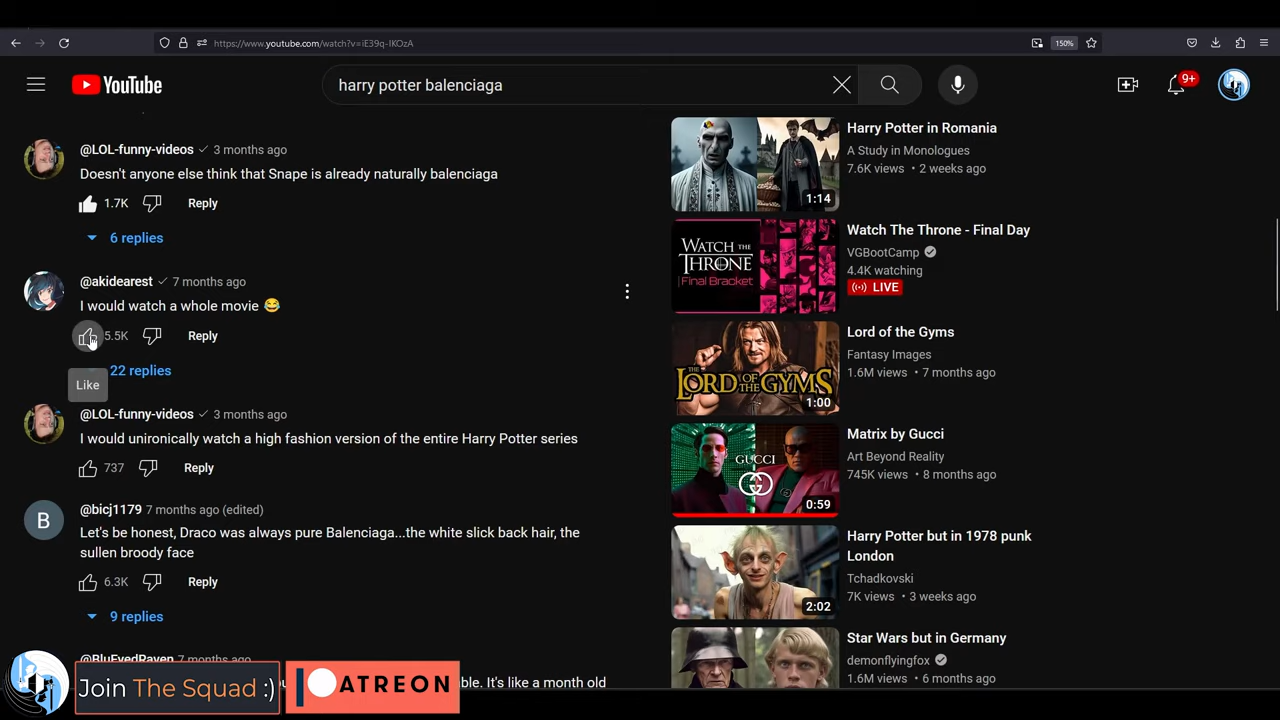 https://www.youtube.com/watch?v=iE39q-IKOzA
150%
YouTube
harry potter balenciaga
9+
@LOL-funny-videos 3 months ago
Doesn't anyone else think that Snape is already naturally balenciaga
1.7K Reply
6 replies
@akidearest 7 months ago
I would watch a whole movie 😂
5.5K Reply
22 replies
Like
@LOL-funny-videos 3 months ago
I would unironically watch a high fashion version of the entire Harry Potter series
737 Reply
B
@bicj1179 7 months ago (edited)
Let's be honest, Draco was always pure Balenciaga...the white slick back hair, the
sullen broody face
6.3K Reply
9 replies
@BluEyedRaven 7 months ago
able. It's like a month old
Join The Squad :)
PATREON
Harry Potter in Romania
A Study in Monologues
7.6K views • 2 weeks ago
1:14
WATCH THE
THRONE
Final Bracket
Watch The Throne - Final Day
VGBootCamp
4.4K watching
LIVE
THE
LORD OF THE GYMS
1:00
Lord of the Gyms
Fantasy Images
1.6M views • 7 months ago
GUCCI
0:59
Matrix by Gucci
Art Beyond Reality
745K views • 8 months ago
2:02
Harry Potter but in 1978 punk
London
Tchadkovski
7K views • 3 weeks ago
Star Wars but in Germany
demonflyingfox
1.6M views • 6 months ago